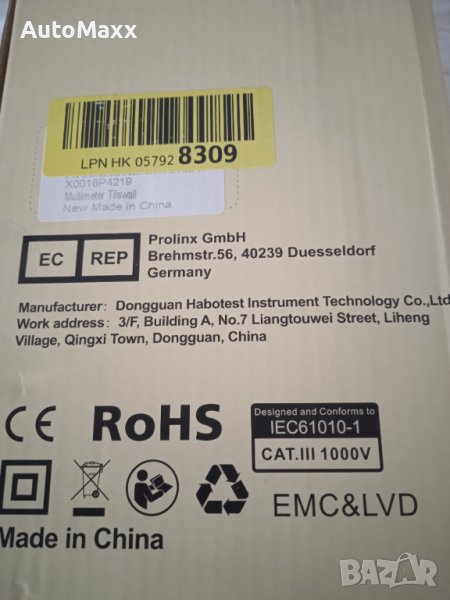 AutoMaxx
LPN HK 05792 8309
X0016P4219
Multimeter Tilswall
New Made in China
EC REP
Prolinx GmbH
Brehmstr.56, 40239 Duesseldorf
Germany
Manufacturer: Dongguan Habotest Instrument Technology Co.,Ltd
Work address: 3/F, Building A, No.7 Liangtouwei Street, Liheng
Village, Qingxi Town, Dongguan, China
CE RoHS
Designed and Conforms to
IEC61010-1
CAT.III 1000V
EMC&LVD
Made in China
BAZAR